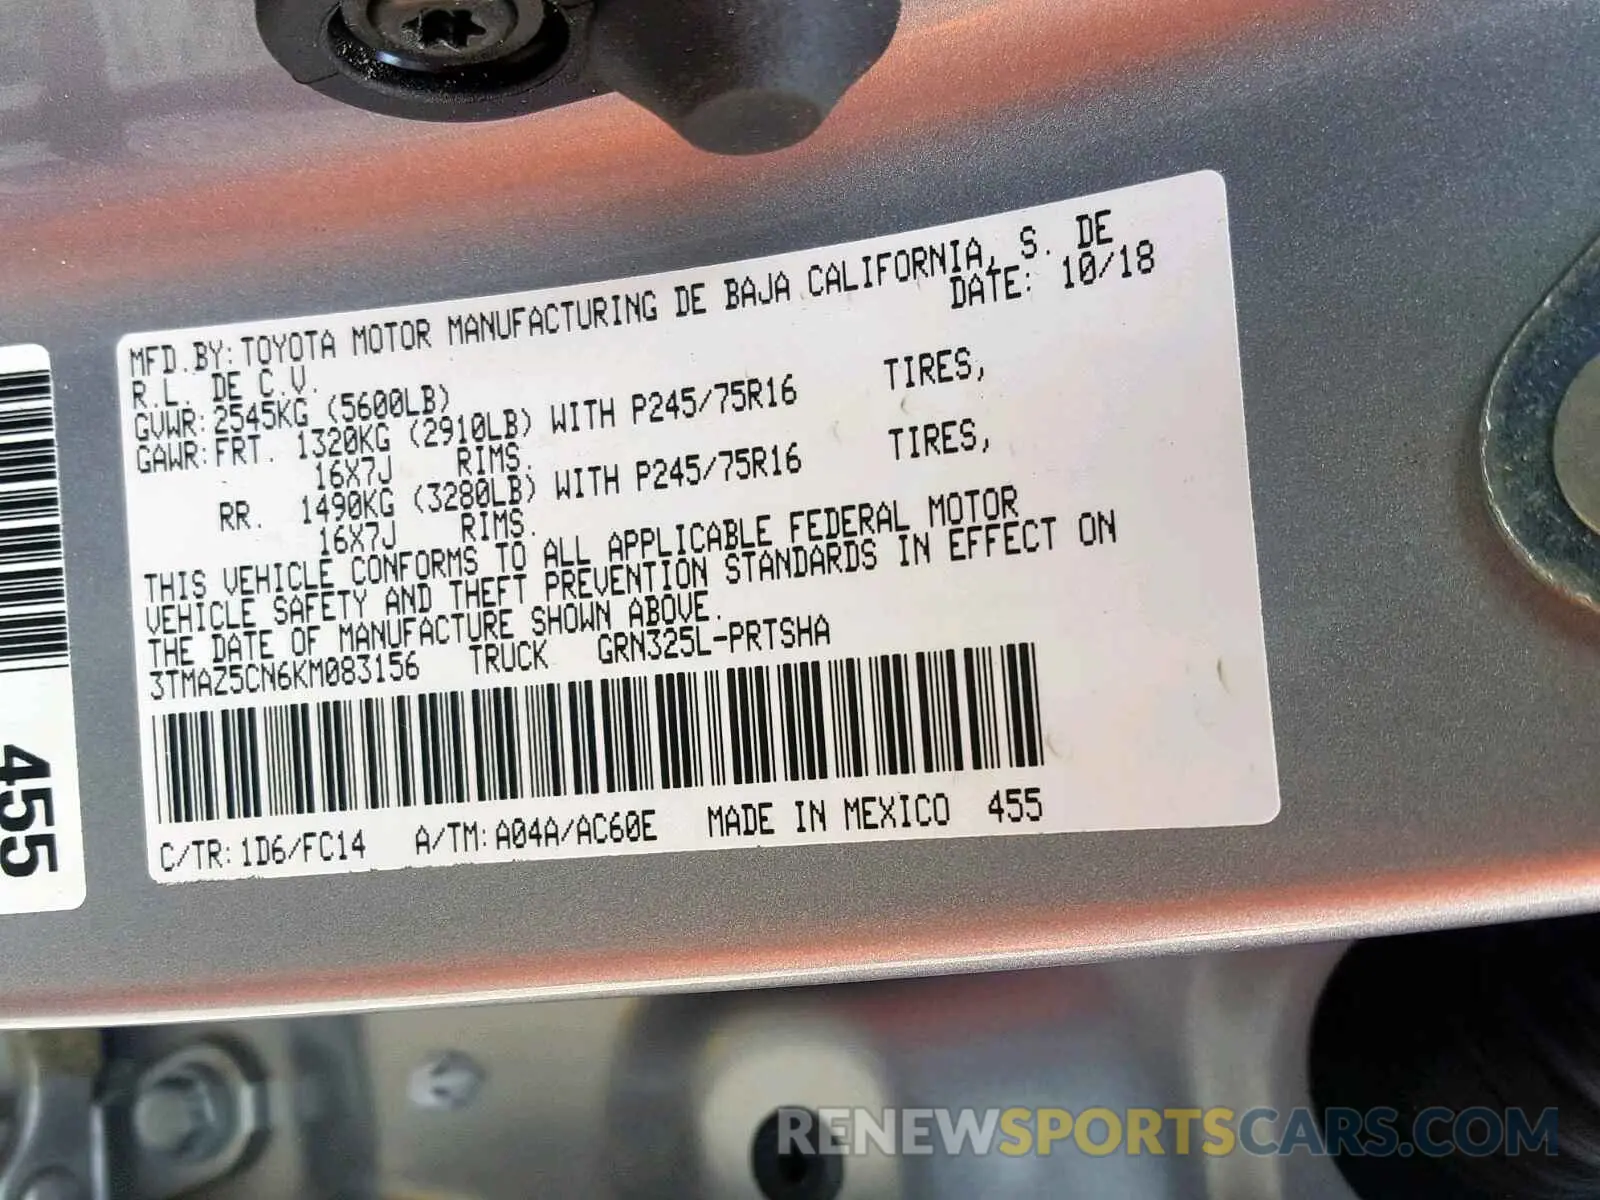 MFD.BY:TOYOTA MOTOR MANUFACTURING DE BAJA CALIFORNIA, S. DE
R.L. DE C.V. DATE: 10/18
GVWR:2545KG (5600LB)
GAWR:FRT. 1320KG (2910LB) WITH P245/75R16 TIRES,
16X7J RIMS.
RR. 1490KG (3280LB) WITH P245/75R16 TIRES,
16X7J RIMS.
THIS VEHICLE CONFORMS TO ALL APPLICABLE FEDERAL MOTOR
VEHICLE SAFETY AND THEFT PREVENTION STANDARDS IN EFFECT ON
THE DATE OF MANUFACTURE SHOWN ABOVE.
3TMAZ5CN6KM083156 TRUCK GRN325L-PRTSHA
C/TR:1D6/FC14 A/TM:A04A/AC60E MADE IN MEXICO 455
455
RENEWSPORTSCARS.COM